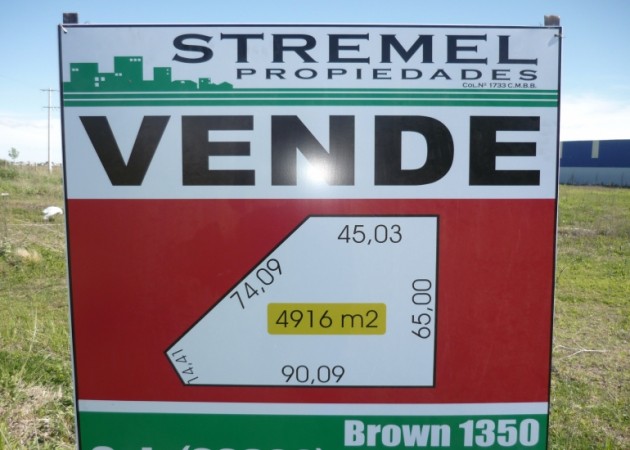 STREMEL
PROPIEDADES
COL.Nº 1733 C.M.B.B.
VENDE
45,03
74,09
65,00
4916 m2
14,41
90,09
Brown 1350